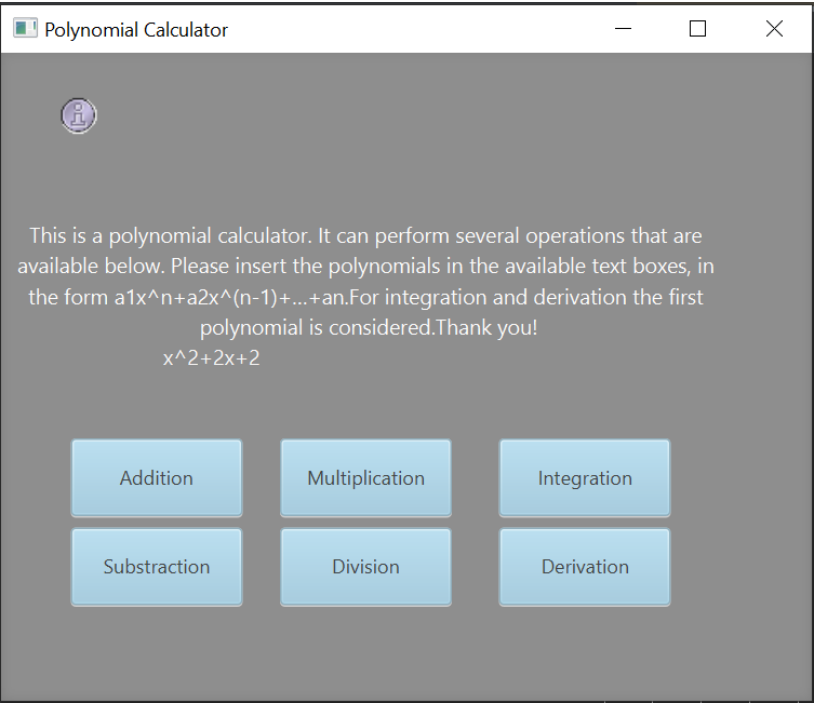 Polynomial Calculator
This is a polynomial calculator. It can perform several operations that are
available below. Please insert the polynomials in the available text boxes, in
the form a1x^n+a2x^(n-1)+...+an.For integration and derivation the first
polynomial is considered.Thank you!
x^2+2x+2
Addition Multiplication Integration
Substraction Division Derivation